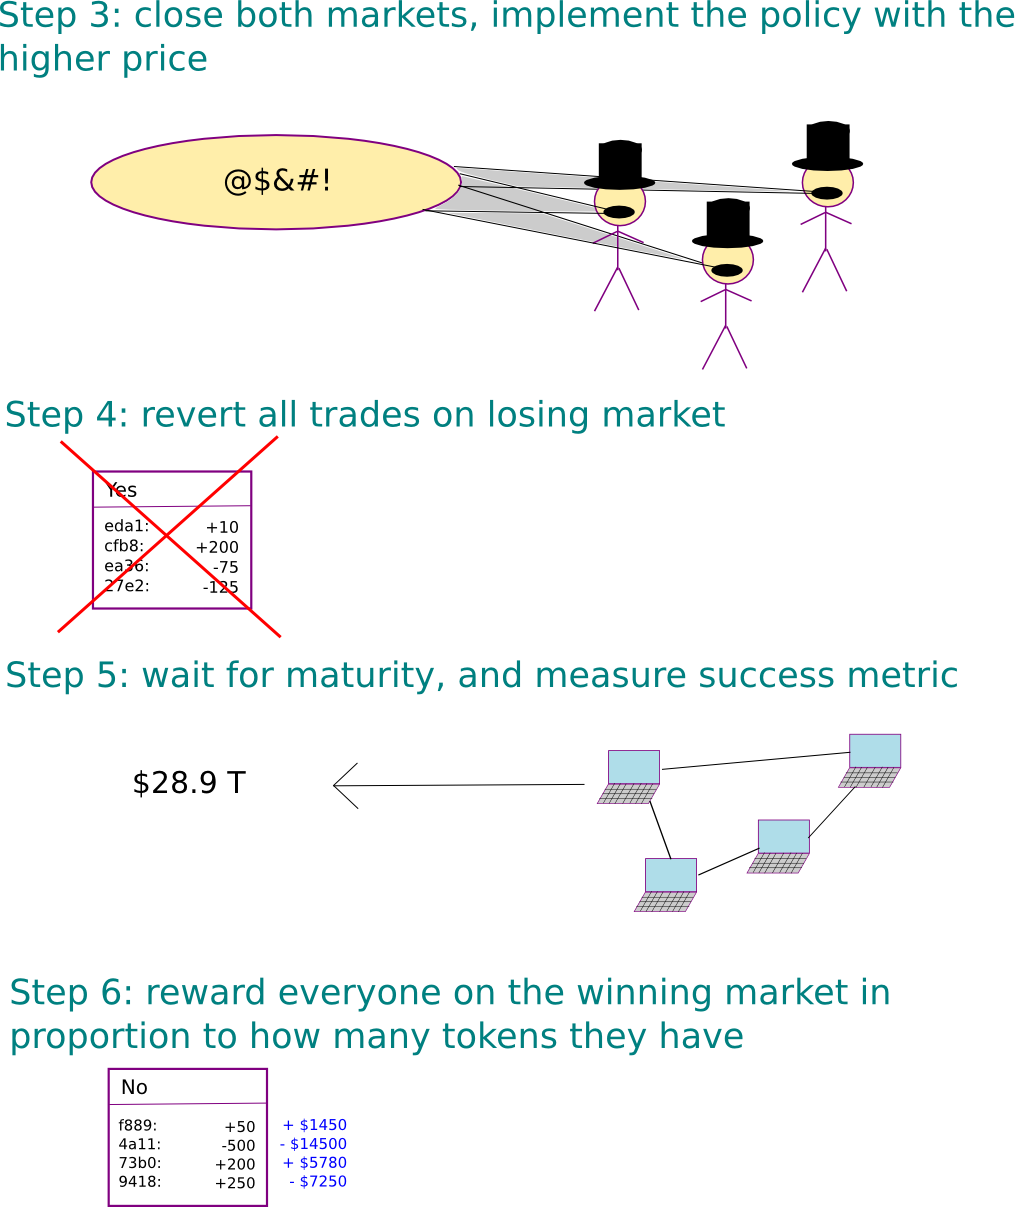 Step 3: close both markets, implement the policy with the
higher price
@$&#!
Step 4: revert all trades on losing market
Yes
eda1: +10
cfb8: +200
ea36: -75
27e2: -125
Step 5: wait for maturity, and measure success metric
$28.9 T
Step 6: reward everyone on the winning market in
proportion to how many tokens they have
No
f889: +50 + $1450
4a11: -500 - $14500
73b0: +200 + $5780
9418: +250 - $7250